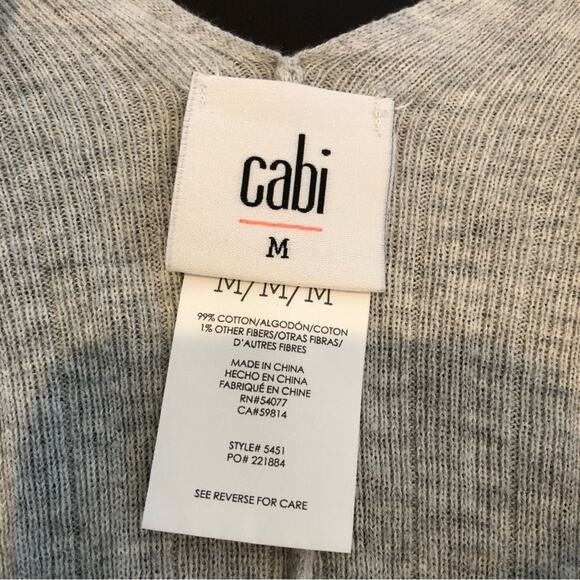 cabi
M
M/M/M
99% COTTON/ALGODÓN/COTON
1% OTHER FIBERS/OTRAS FIBRAS/
D'AUTRES FIBRES
MADE IN CHINA
HECHO EN CHINA
FABRIQUÉ EN CHINE
RN#54077
CA#59814
STYLE# 5451
PO# 221884
SEE REVERSE FOR CARE